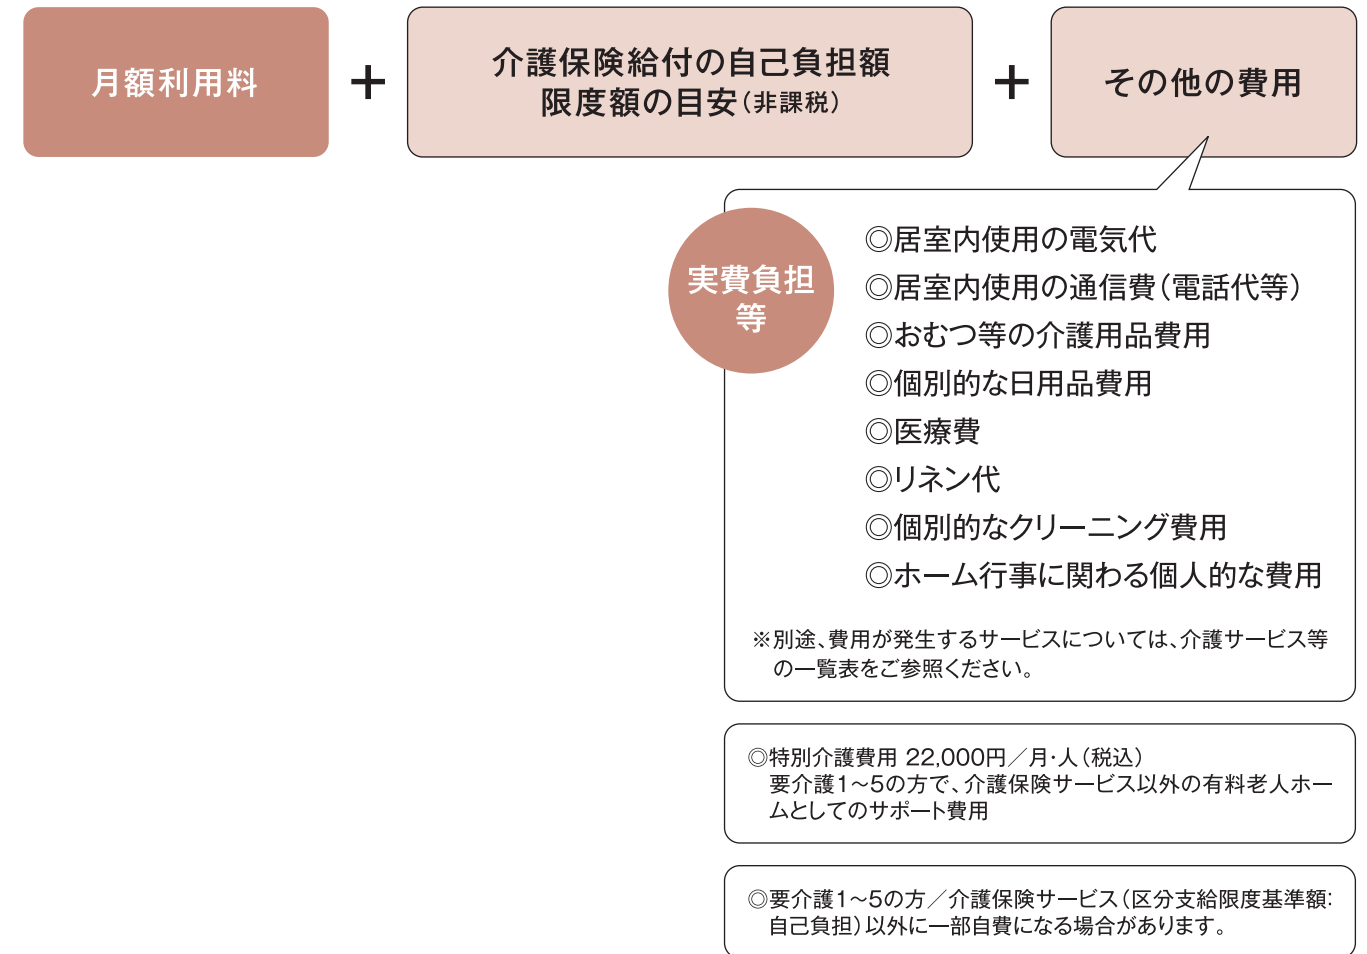 月額利用料
+
介護保険給付の自己負担額
限度額の目安（非課税）
+
その他の費用
実費負担
等
◎居室内使用の電気代
◎居室内使用の通信費（電話代等）
◎おむつ等の介護用品費用
◎個別的な日用品費用
◎医療費
◎リネン代
◎個別的なクリーニング費用
◎ホーム行事に関わる個人的な費用
※別途、費用が発生するサービスについては、介護サービス等
の一覧表をご参照ください。
◎特別介護費用 22,000円／月・人（税込）
要介護1～5の方で、介護保険サービス以外の有料老人ホー
ムとしてのサポート費用
◎要介護1～5の方／介護保険サービス（区分支給限度基準額：
自己負担）以外に一部自費になる場合があります。